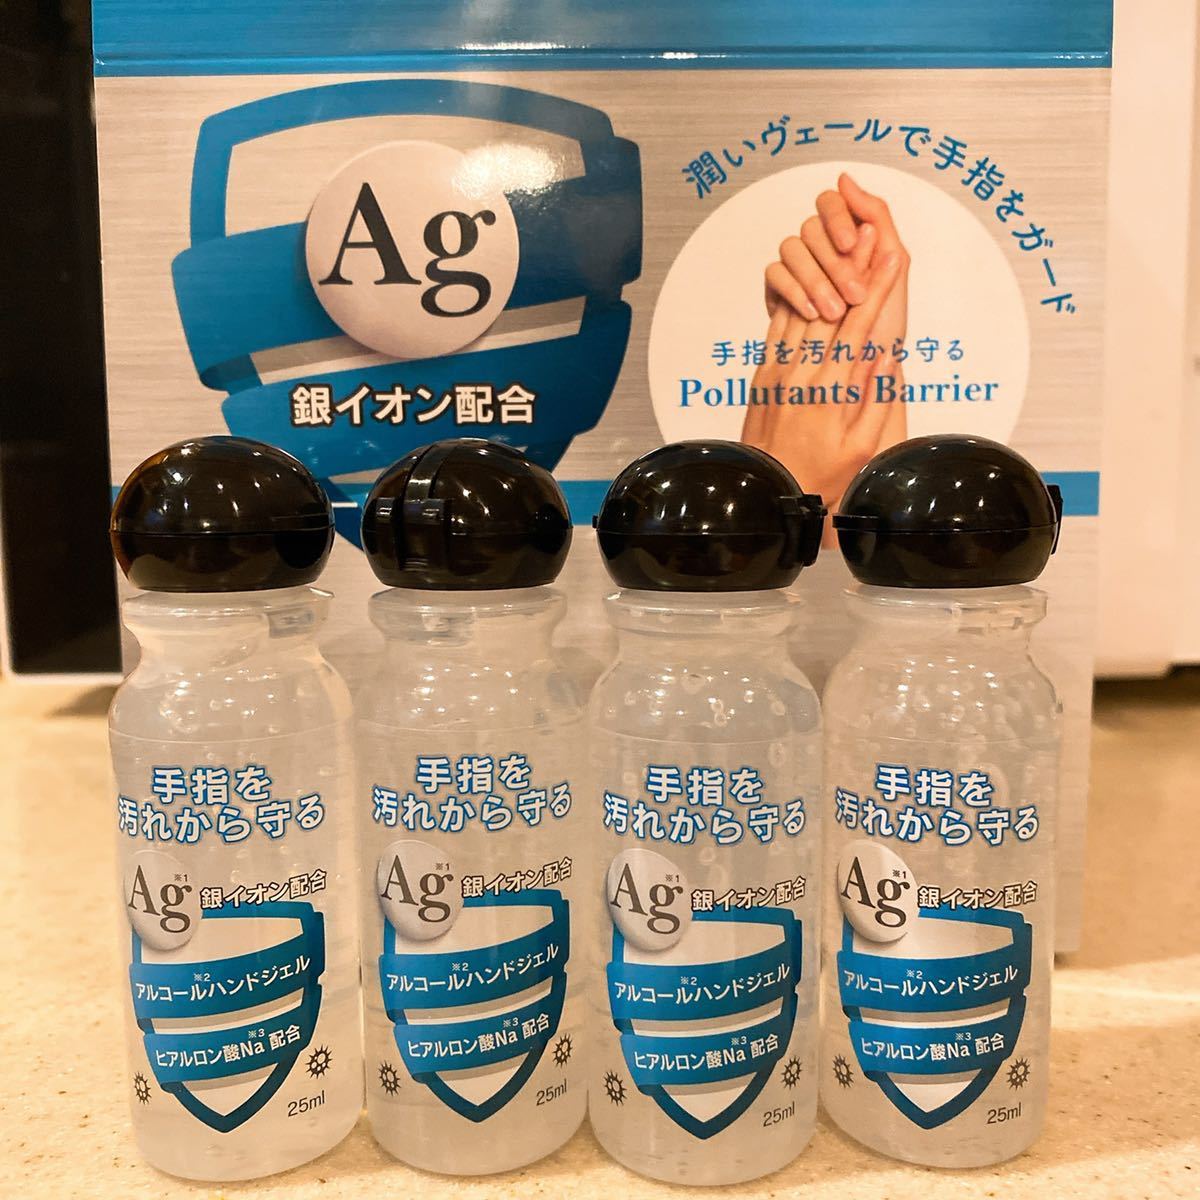 潤いヴェールで手指をガード
Ag
銀イオン配合
手指を汚れから守る
Pollutants Barrier
手指を
汚れから守る
Ag※1 銀イオン配合
アルコール※2ハンドジェル
ヒアルロン酸Na※3配合
25ml
手指を
汚れから守る
Ag※1 銀イオン配合
アルコール※2ハンドジェル
ヒアルロン酸Na※3配合
25ml
手指を
汚れから守る
Ag※1 銀イオン配合
アルコール※2ハンドジェル
ヒアルロン酸Na※3配合
25ml
手指を
汚れから守る
Ag※1 銀イオン配合
アルコール※2ハンドジェル
ヒアルロン酸Na※3配合
25ml